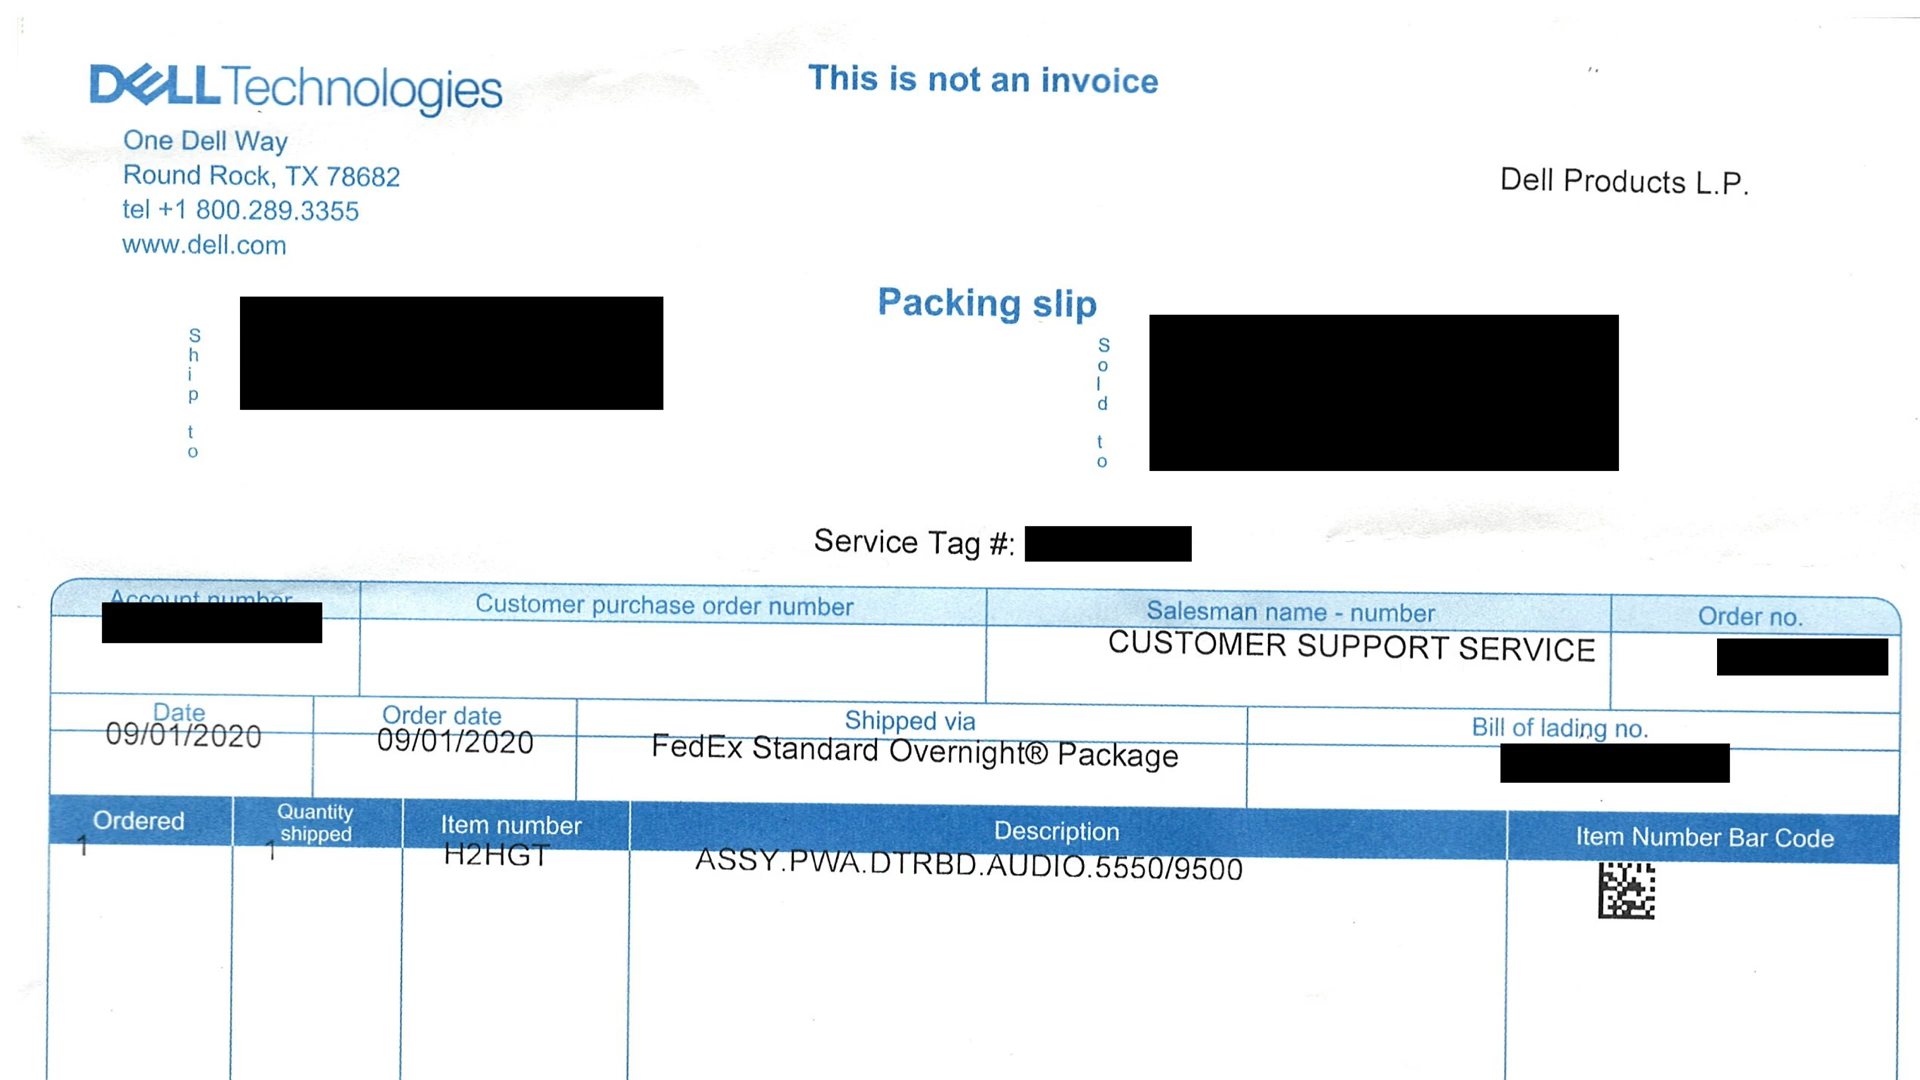 DELL Technologies
This is not an invoice
One Dell Way
Round Rock, TX 78682
tel +1 800.289.3355
www.dell.com
Dell Products L.P.
Packing slip
Ship to
Sold to
Service Tag #:
Account number
Customer purchase order number
Salesman name - number
Order no.
CUSTOMER SUPPORT SERVICE
Date
Order date
Shipped via
Bill of lading no.
09/01/2020
09/01/2020
FedEx Standard Overnight® Package
Ordered
Quantity shipped
Item number
Description
Item Number Bar Code
1
1
H2HGT
ASSY.PWA.DTRBD.AUDIO.5550/9500